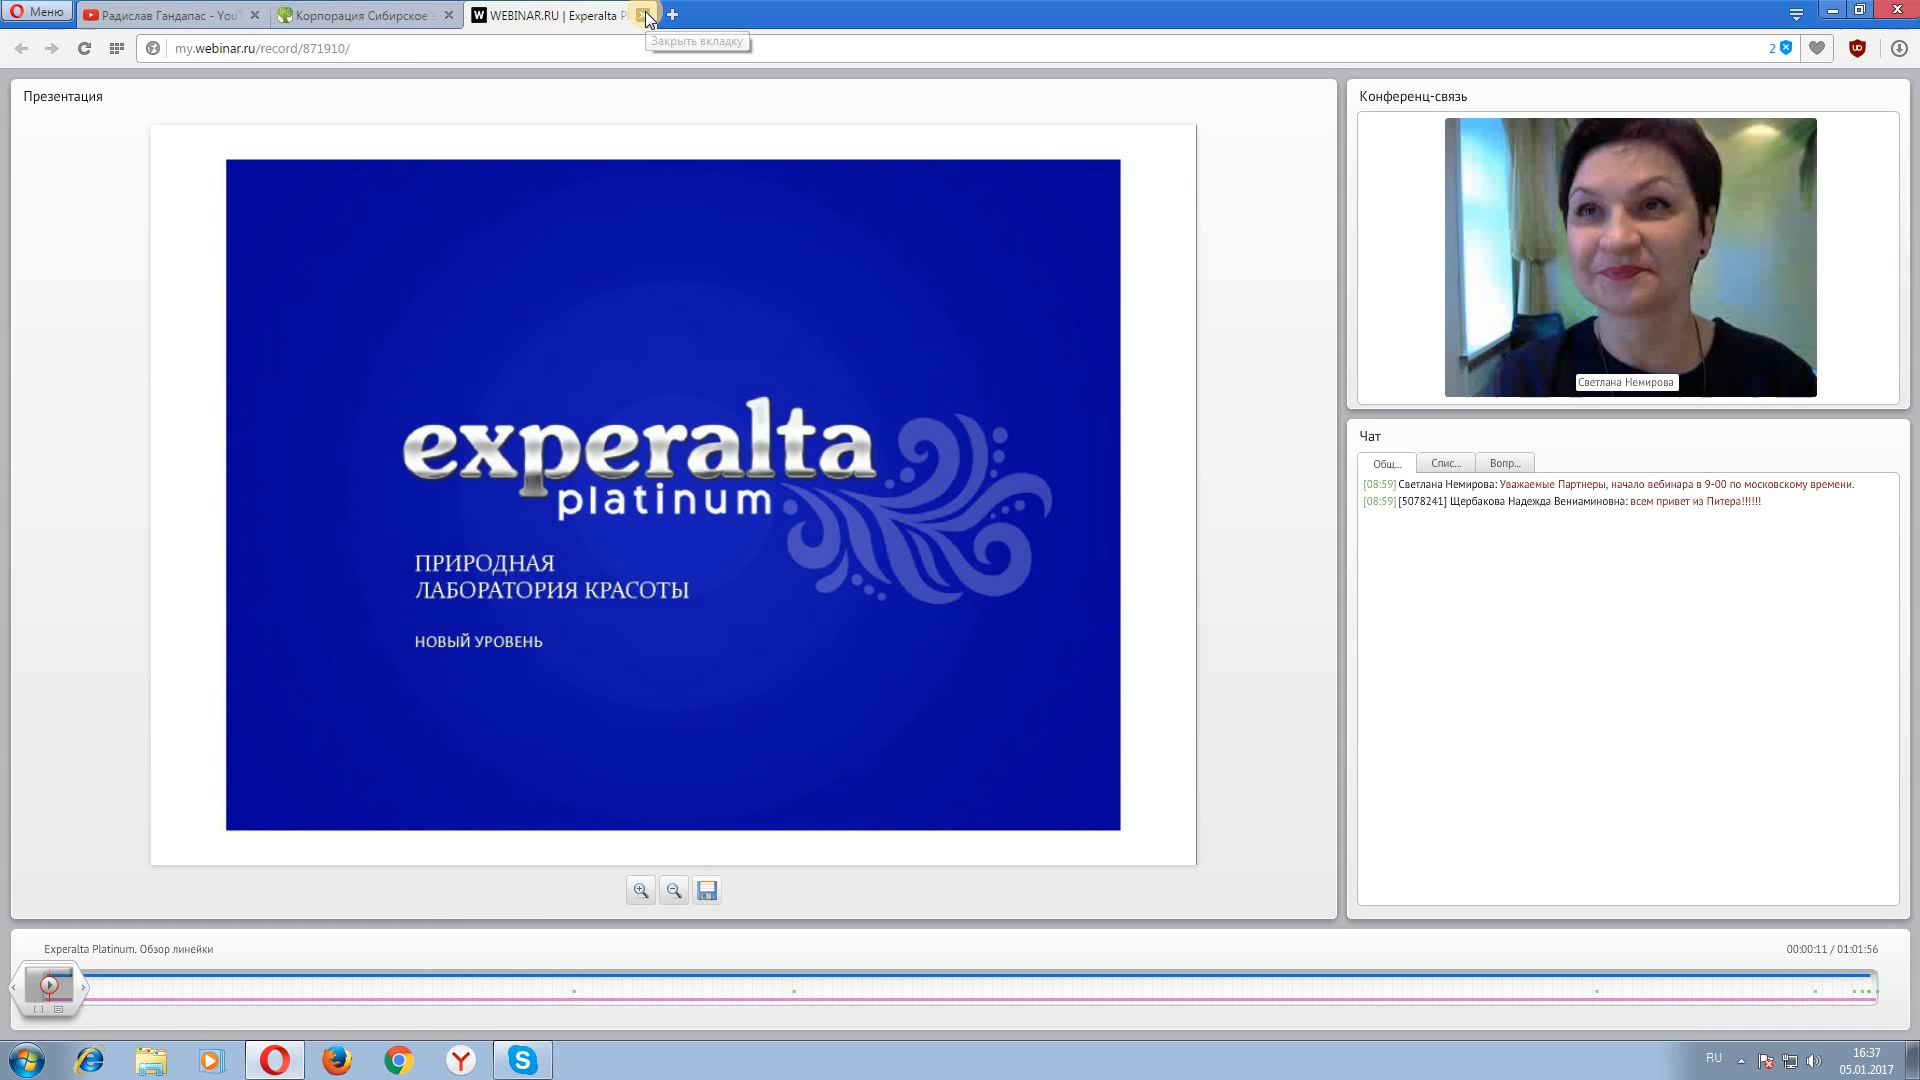 Меню
Радислав Гандапас - You
Корпорация Сибирское
WEBINAR.RU | Experalta P
Закрыть вкладку
my.webinar.ru/record/871910/
2
Презентация
Конференц-связь
experalta
platinum
ПРИРОДНАЯ
ЛАБОРАТОРИЯ КРАСОТЫ
НОВЫЙ УРОВЕНЬ
Светлана Немирова
Чат
Общ...
Спис...
Вопр...
[08:59] Светлана Немирова: Уважаемые Партнеры, начало вебинара в 9-00 по московскому времени.
[08:59] [5078241] Щербакова Надежда Вениаминовна: всем привет из Питера!!!!!!
Experalta Platinum. Обзор линейки
00:00:11 / 01:01:56
RU
16:37
05.01.2017